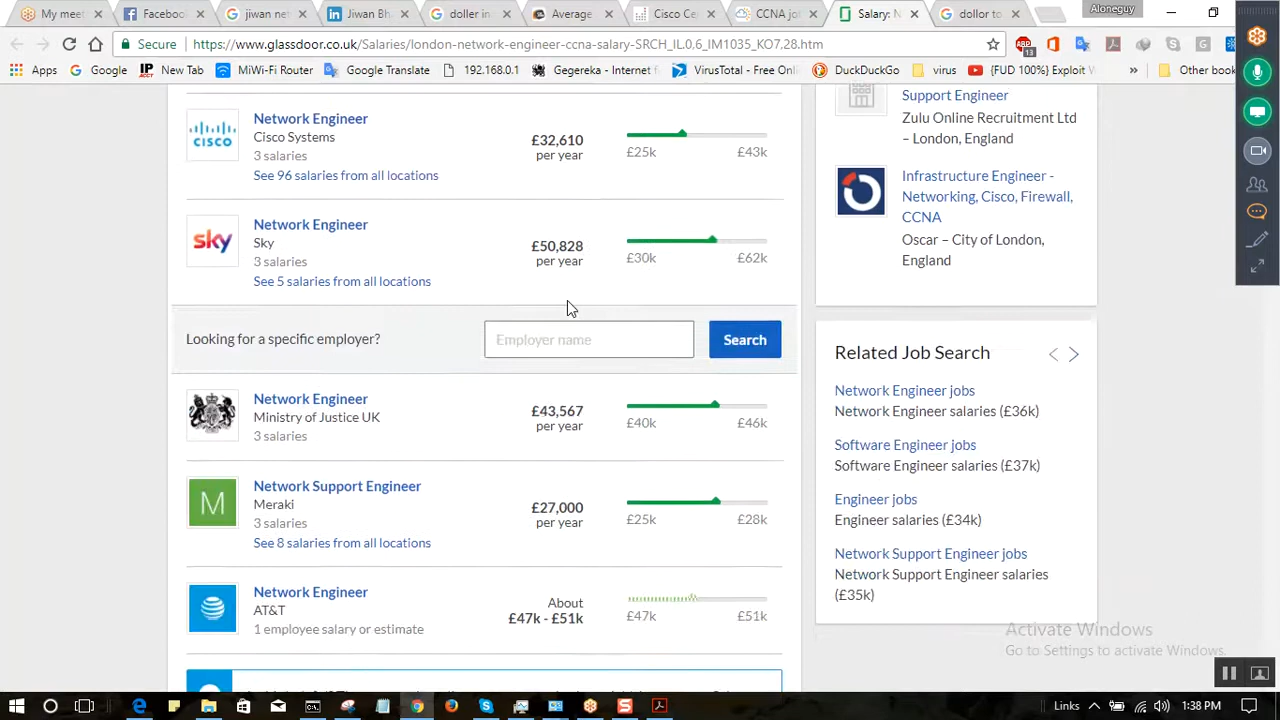 My meet
Facebook
jiwan net
Jiwan Bh
doller in
Average
Cisco Ce
CCNA jo
Salary: N
dollor to
Aloneguy
Secure
https://www.glassdoor.co.uk/Salaries/london-network-engineer-ccna-salary-SRCH_IL.0.6_IM1035_KO7.28.htm
13
Apps
Google
IP ACCT
New Tab
MiWi-Fi Router
Google Translate
192.168.0.1
Gegereka - Internet f
VirusTotal - Free Onl
DuckDuckGo
virus
{FUD 100%} Exploit W
»
Other book
Network Engineer
Cisco Systems
3 salaries
See 96 salaries from all locations
£32,610
per year
£25k
£43k
CISCO
sky
Network Engineer
Sky
3 salaries
See 5 salaries from all locations
£50,828
per year
£30k
£62k
Looking for a specific employer?
Employer name
Search
Network Engineer
Ministry of Justice UK
3 salaries
£43,567
per year
£40k
£46k
M
Network Support Engineer
Meraki
3 salaries
See 8 salaries from all locations
£27,000
per year
£25k
£28k
Network Engineer
AT&T
1 employee salary or estimate
About
£47k - £51k
£47k
£51k
Support Engineer
Zulu Online Recruitment Ltd
– London, England
Infrastructure Engineer -
Networking, Cisco, Firewall,
CCNA
Oscar – City of London,
England
Related Job Search
Network Engineer jobs
Network Engineer salaries (£36k)
Software Engineer jobs
Software Engineer salaries (£37k)
Engineer jobs
Engineer salaries (£34k)
Network Support Engineer jobs
Network Support Engineer salaries
(£35k)
Activate Windows
Go to Settings to activate Windows.
Links
1:38 PM